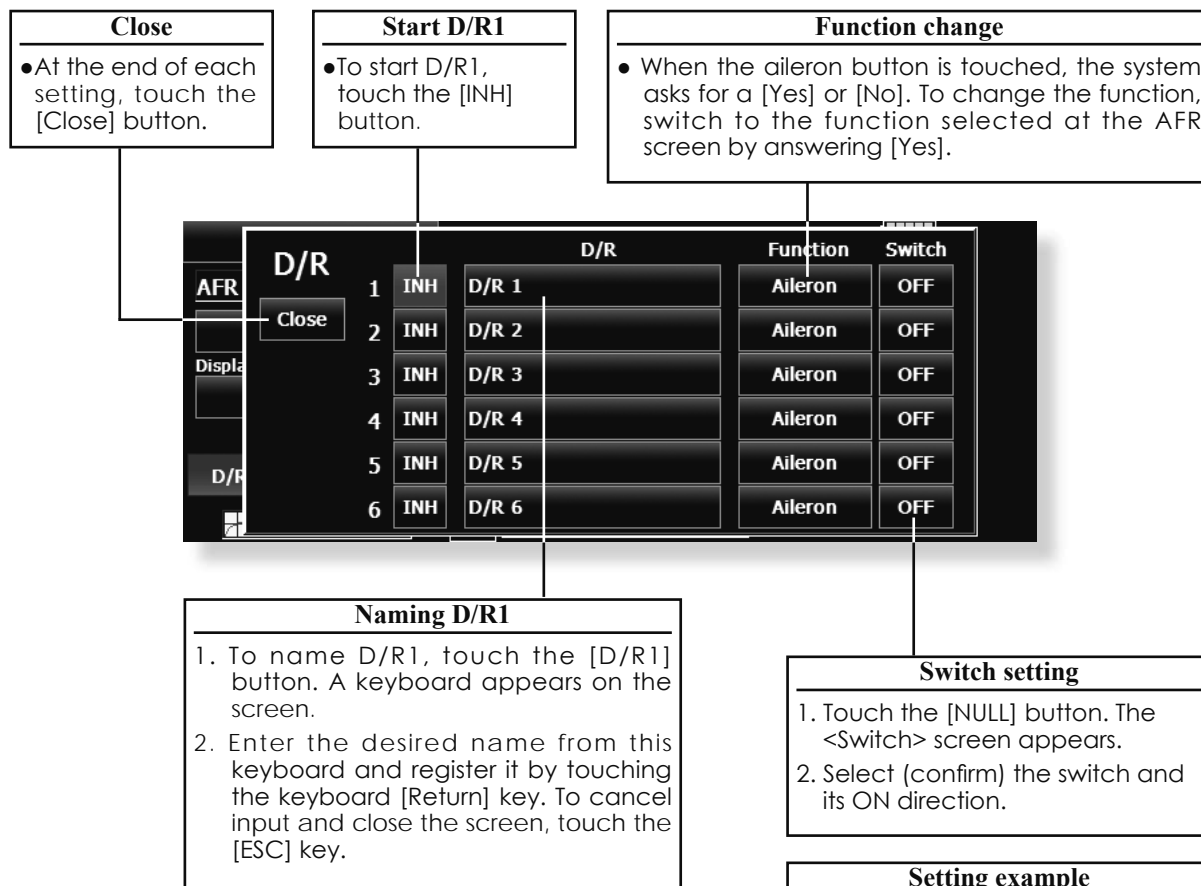 Close
●At the end of each
setting, touch the
[Close] button.
Start D/R1
●To start D/R1,
touch the [INH]
button.
Function change
● When the aileron button is touched, the system
asks for a [Yes] or [No]. To change the function,
switch to the function selected at the AFR
screen by answering [Yes].
D/R
Close
AFR
Displa
D/R
D/R Function Switch
1 INH D/R 1 Aileron OFF
2 INH D/R 2 Aileron OFF
3 INH D/R 3 Aileron OFF
4 INH D/R 4 Aileron OFF
5 INH D/R 5 Aileron OFF
6 INH D/R 6 Aileron OFF
Naming D/R1
1. To name D/R1, touch the [D/R1]
button. A keyboard appears on the
screen.
2. Enter the desired name from this
keyboard and register it by touching
the keyboard [Return] key. To cancel
input and close the screen, touch the
[ESC] key.
Switch setting
1. Touch the [NULL] button. The
<Switch> screen appears.
2. Select (confirm) the switch and
its ON direction.
Setting example